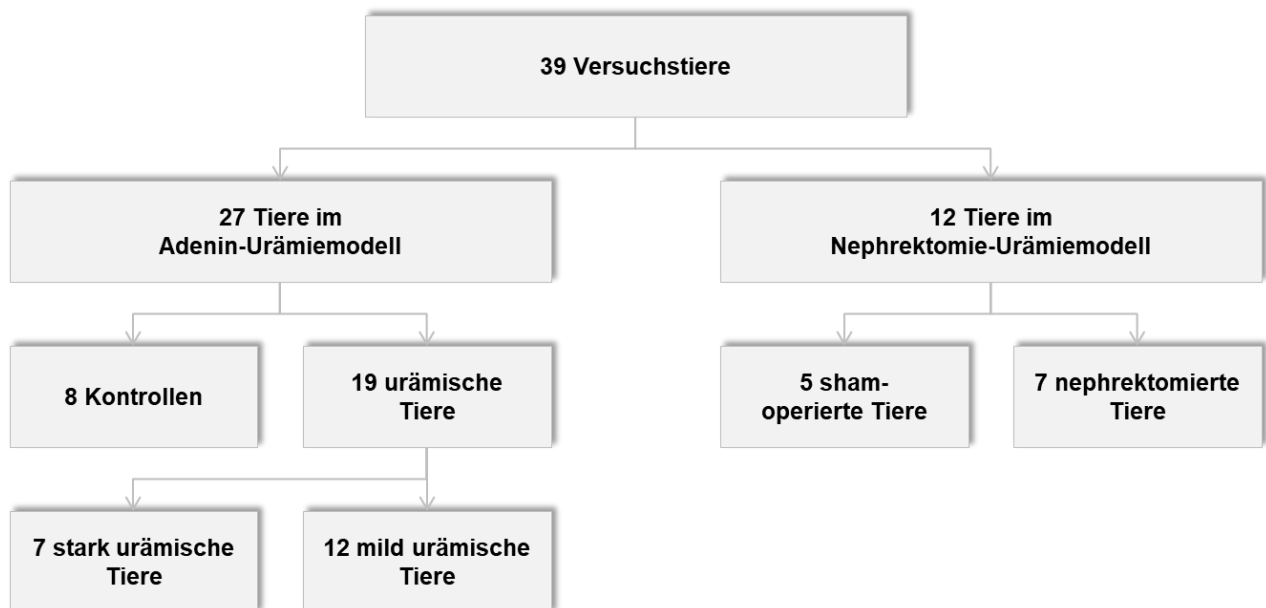 39 Versuchstiere
27 Tiere im
Adenin-Urämiemodell
12 Tiere im
Nephrektomie-Urämiemodell
8 Kontrollen
19 urämische
Tiere
5 sham-
operierte Tiere
7 nephrektomierte
Tiere
7 stark urämische
Tiere
12 mild urämische
Tiere